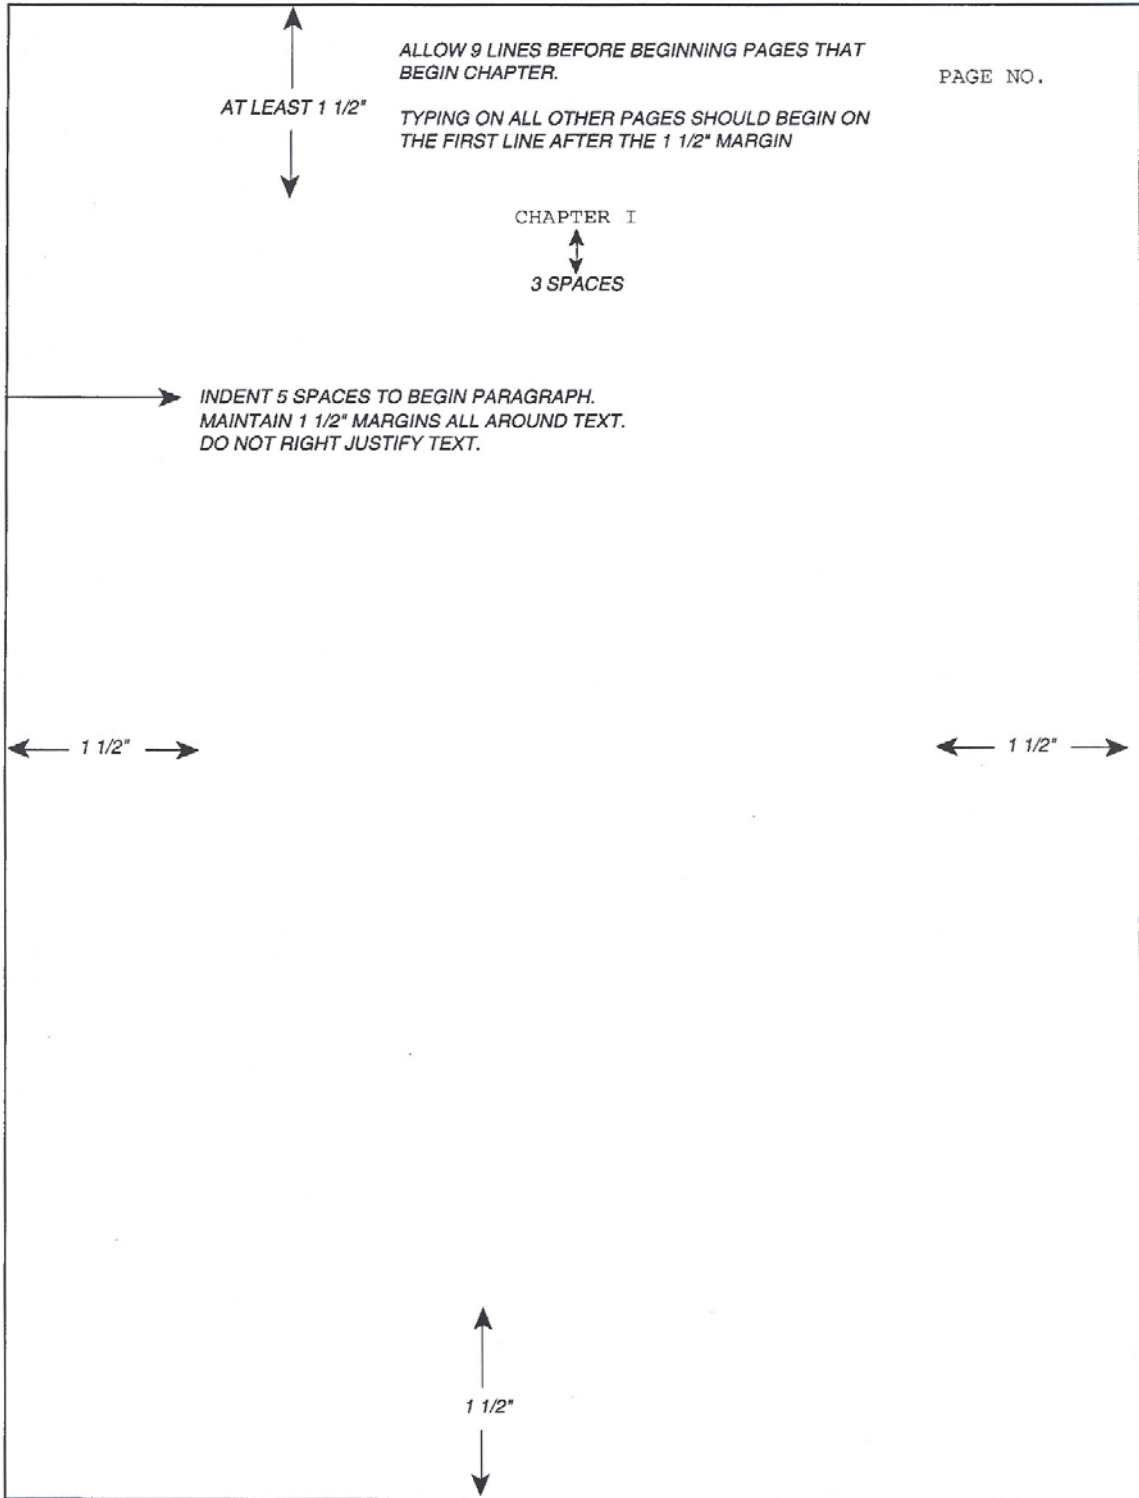 ALLOW 9 LINES BEFORE BEGINNING PAGES THAT
BEGIN CHAPTER.
PAGE NO.
AT LEAST 1 1/2"
TYPING ON ALL OTHER PAGES SHOULD BEGIN ON
THE FIRST LINE AFTER THE 1 1/2" MARGIN
CHAPTER I
3 SPACES
INDENT 5 SPACES TO BEGIN PARAGRAPH.
MAINTAIN 1 1/2" MARGINS ALL AROUND TEXT.
DO NOT RIGHT JUSTIFY TEXT.
1 1/2"
1 1/2"
1 1/2"